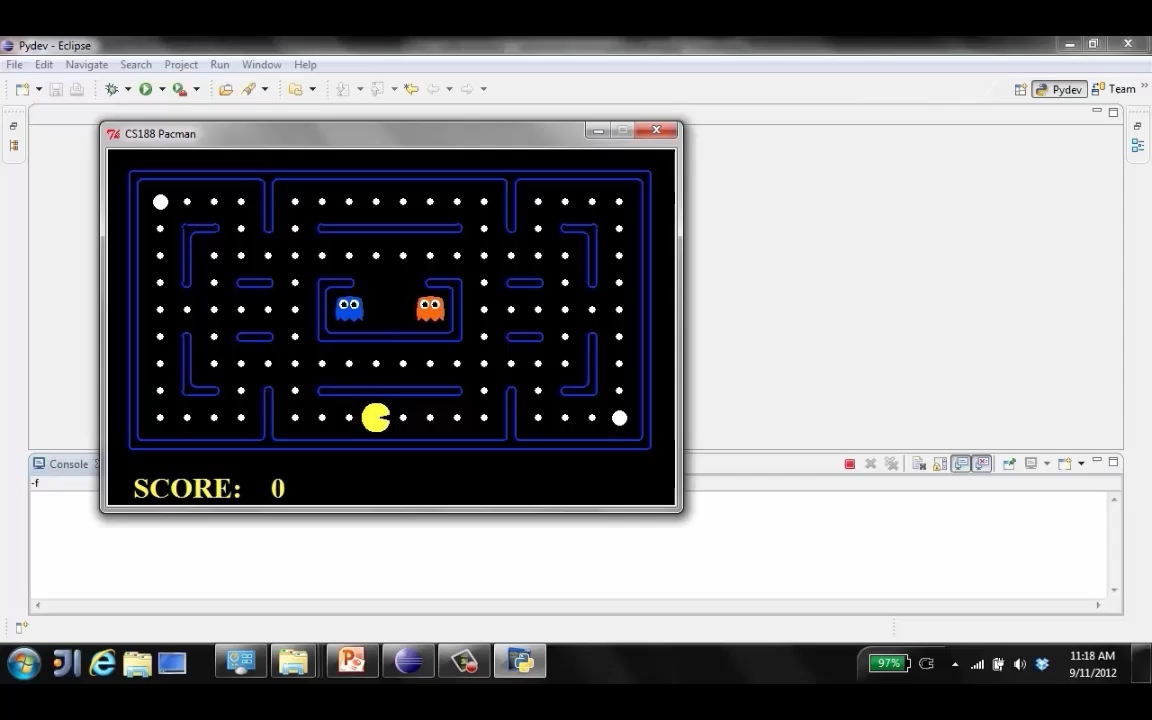 Pydev - Eclipse
File Edit Navigate Search Project Run Window Help
Pydev Team
CS188 Pacman
SCORE: 0
Console
-f
97%
11:18 AM
9/11/2012